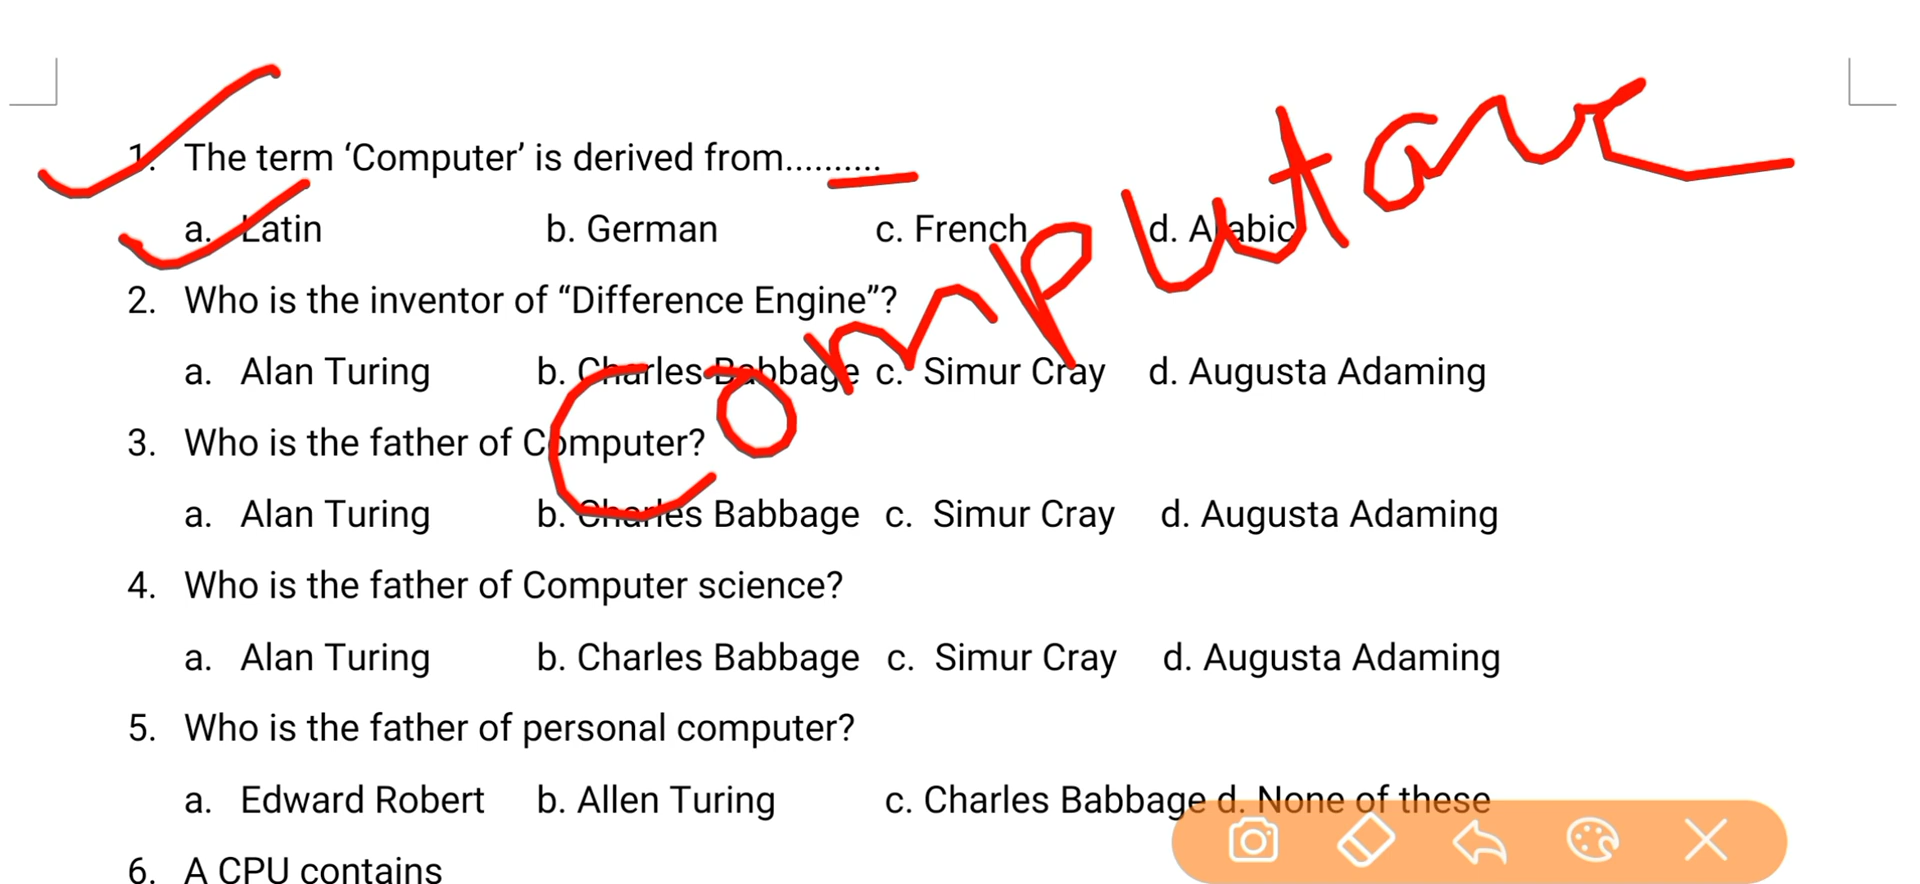 1. The term ‘Computer’ is derived from..........
a. Latin b. German c. French d. Arabic
2. Who is the inventor of “Difference Engine”?
a. Alan Turing b. Charles Babbage c. Simur Cray d. Augusta Adaming
3. Who is the father of Computer?
a. Alan Turing b. Charles Babbage c. Simur Cray d. Augusta Adaming
4. Who is the father of Computer science?
a. Alan Turing b. Charles Babbage c. Simur Cray d. Augusta Adaming
5. Who is the father of personal computer?
a. Edward Robert b. Allen Turing c. Charles Babbage d. None of these
6. A CPU contains
Computare